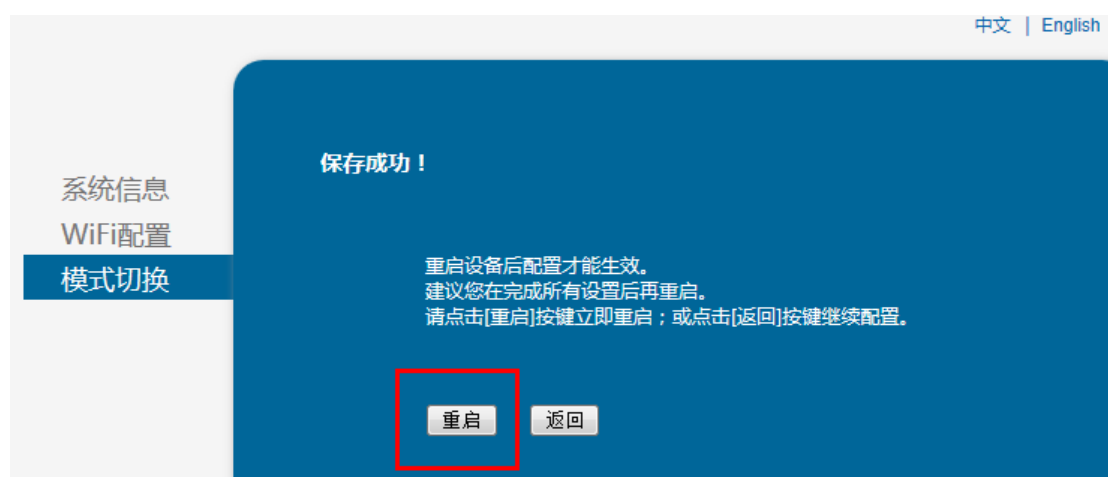 中文 | English
系统信息
WiFi配置
模式切换
保存成功！
重启设备后配置才能生效。
建议您在完成所有设置后再重启。
请点击[重启]按键立即重启；或点击[返回]按键继续配置。
重启 返回